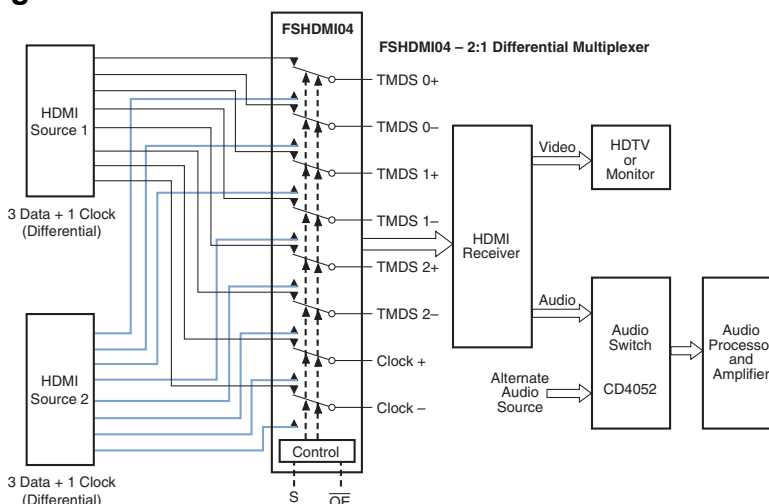 FSHDMI04
FSHDMI04 – 2:1 Differential Multiplexer
HDMI
Source 1
3 Data + 1 Clock
(Differential)
HDMI
Source 2
3 Data + 1 Clock
(Differential)
TMDS 0+
TMDS 0–
TMDS 1+
TMDS 1–
TMDS 2+
TMDS 2–
Clock +
Clock –
Control
S
OE
HDMI
Receiver
Video
HDTV
or
Monitor
Audio
Alternate
Audio
Source
Audio
Switch
CD4052
Audio
Processo
and
Amplifier